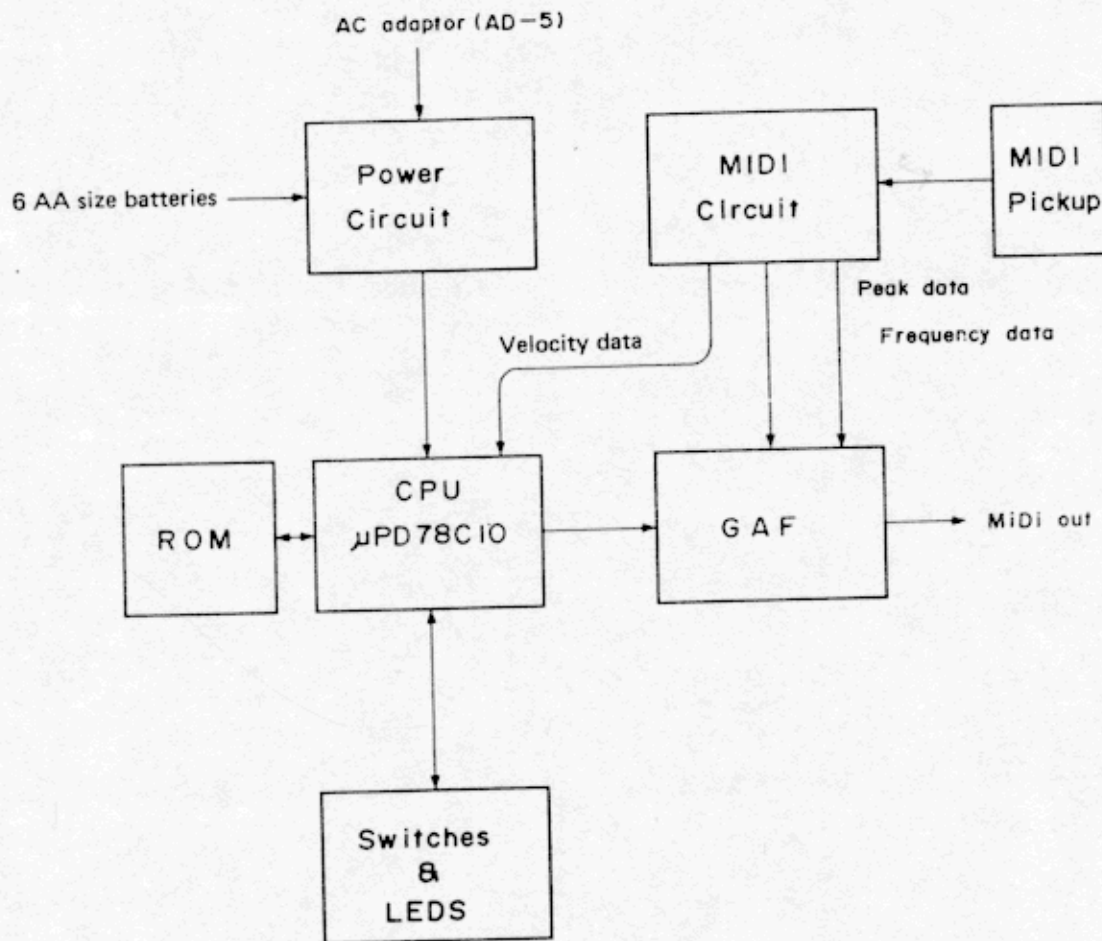 AC adaptor (AD-5)
Power
Circuit
6 AA size batteries
MIDI
CIrcuit
MIDI
Pickup
Peak data
Frequency data
Velocity data
ROM
CPU
μPD78C10
GAF
MiDi out
Switches
&
LEDS